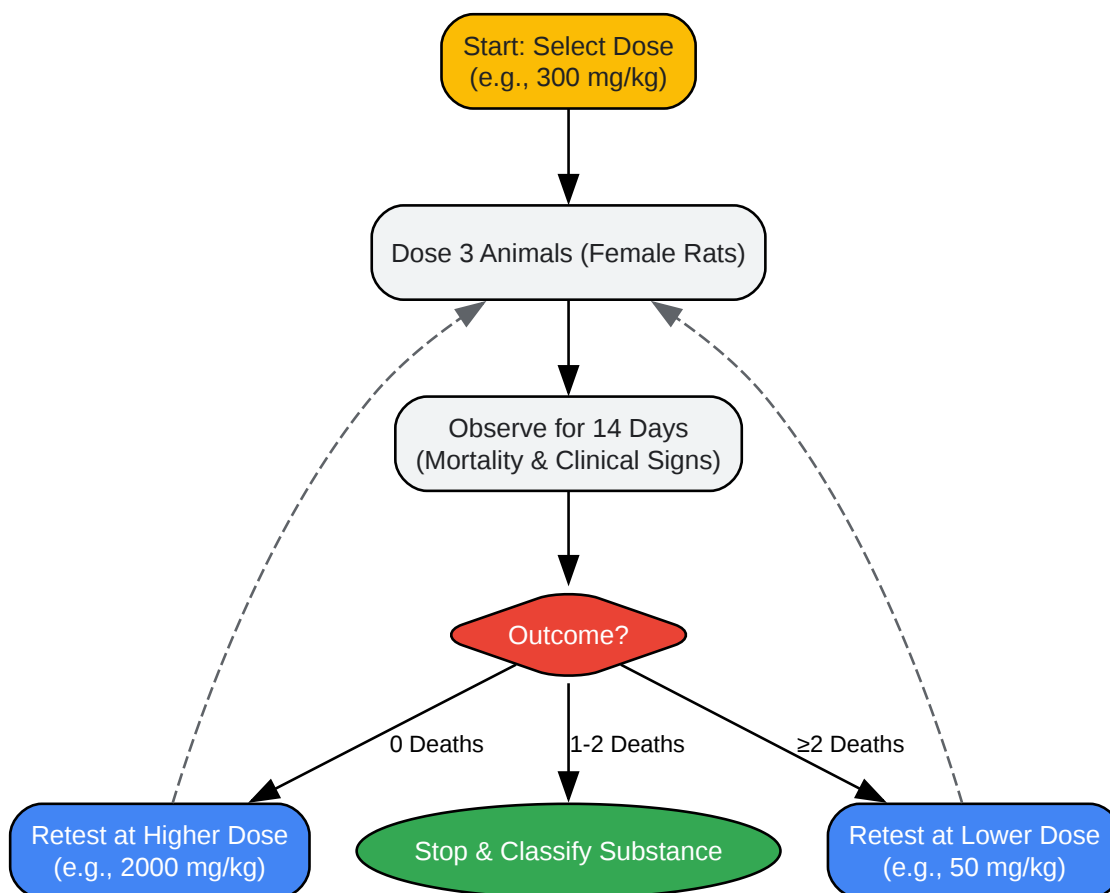 Start: Select Dose
(e.g., 300 mg/kg)
Dose 3 Animals (Female Rats)
Observe for 14 Days
(Mortality & Clinical Signs)
Outcome?
0 Deaths
1-2 Deaths
≥2 Deaths
Retest at Higher Dose
(e.g., 2000 mg/kg)
Stop & Classify Substance
Retest at Lower Dose
(e.g., 50 mg/kg)